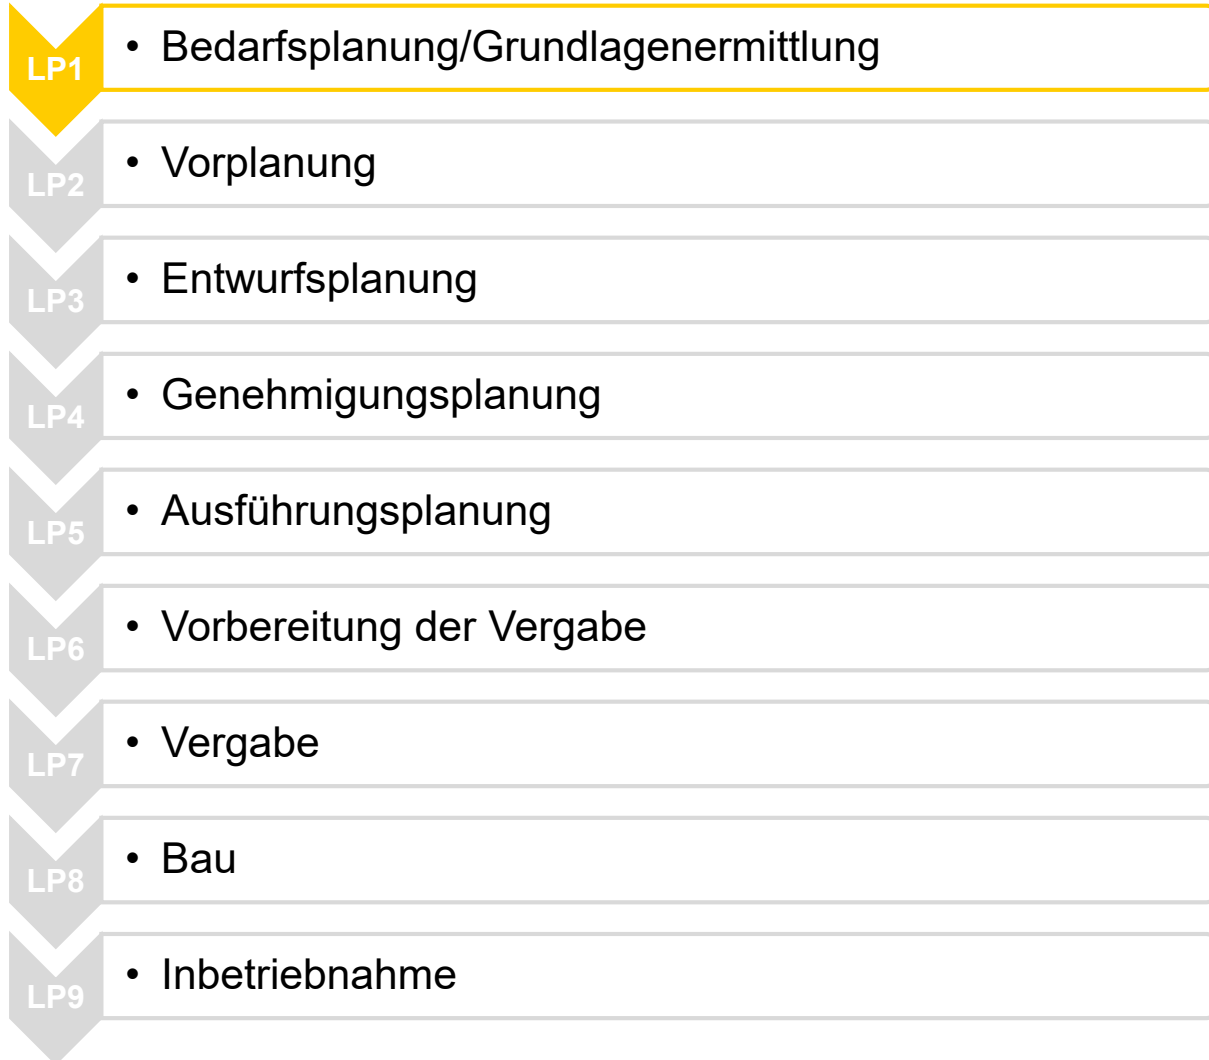 LP1
• Bedarfsplanung/Grundlagenermittlung
LP2
• Vorplanung
LP3
• Entwurfsplanung
LP4
• Genehmigungsplanung
LP5
• Ausführungsplanung
LP6
• Vorbereitung der Vergabe
LP7
• Vergabe
LP8
• Bau
LP9
• Inbetriebnahme